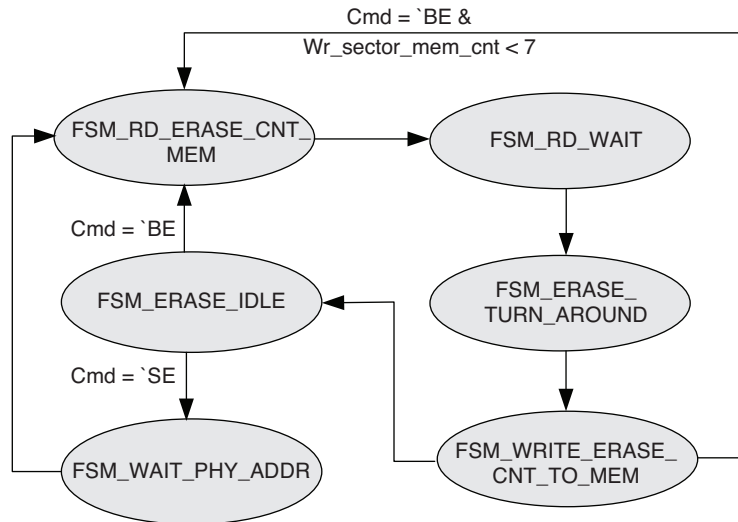 Cmd = `BE &
Wr_sector_mem_cnt < 7
FSM_RD_ERASE_CNT_
MEM
FSM_RD_WAIT
Cmd = `BE
FSM_ERASE_IDLE
FSM_ERASE_
TURN_AROUND
Cmd = `SE
FSM_WAIT_PHY_ADDR
FSM_WRITE_ERASE_
CNT_TO_MEM